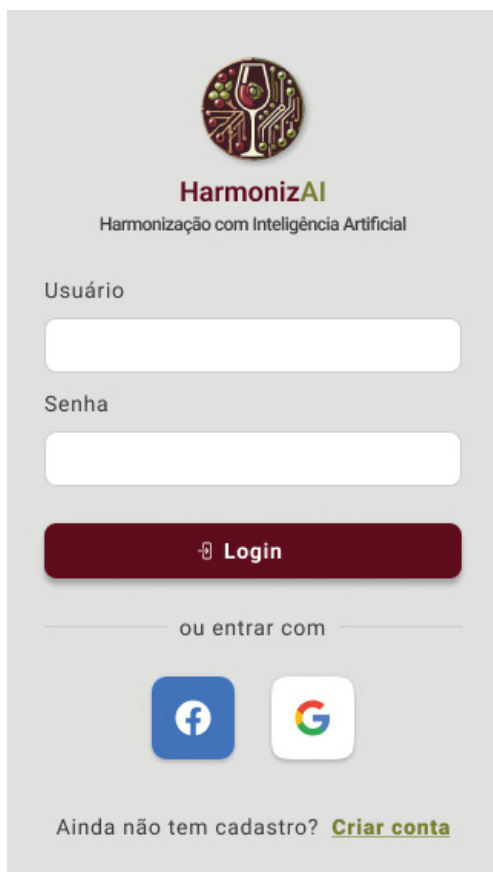 HarmonizAI
Harmonização com Inteligência Artificial
Usuário
Senha
Login
ou entrar com
Ainda não tem cadastro? Criar conta